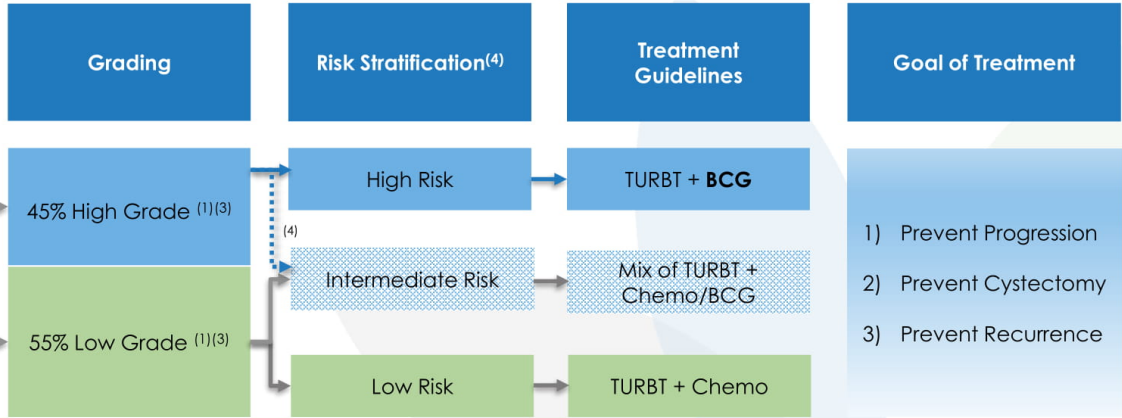 Grading
Risk Stratification(4)
Treatment
Guidelines
Goal of Treatment
45% High Grade (1)(3)
High Risk
TURBT + BCG
(4)
Intermediate Risk
Mix of TURBT +
Chemo/BCG
55% Low Grade (1)(3)
Low Risk
TURBT + Chemo
1) Prevent Progression
2) Prevent Cystectomy
3) Prevent Recurrence